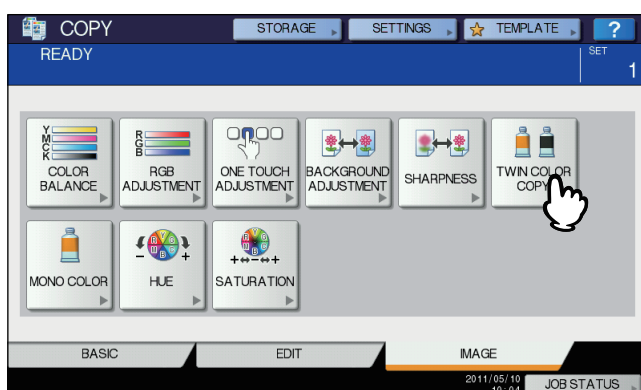 COPY
STORAGE
SETTINGS
TEMPLATE
?
READY
SET
1
Y
M
C
K
COLOR
BALANCE
R
G
B
RGB
ADJUSTMENT
ONE TOUCH
ADJUSTMENT
BACKGROUND
ADJUSTMENT
SHARPNESS
TWIN COLOR
COPY
MONO COLOR
- +
HUE
+ - +
SATURATION
BASIC
EDIT
IMAGE
2011/05/10
JOB STATUS